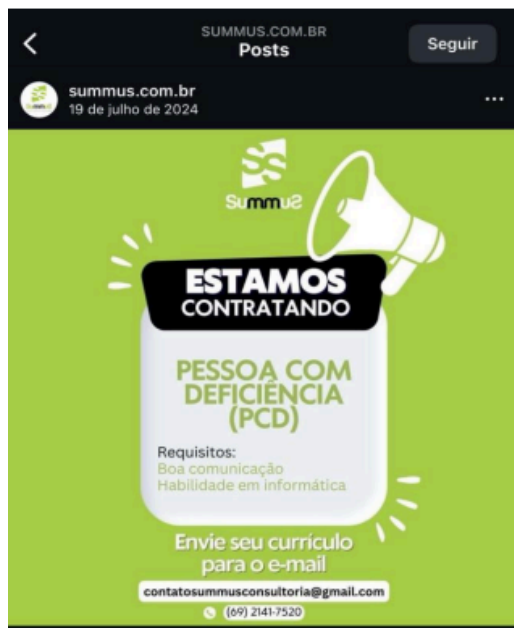 SUMMUS.COM.BR
Posts
Seguir
summus.com.br
19 de julho de 2024
SummuS
ESTAMOS
CONTRATANDO
PESSOA COM
DEFICIÊNCIA
(PCD)
Requisitos:
Boa comunicação
Habilidade em informática
Envie seu currículo
para o e-mail
contatosummusconsultoria@gmail.com
(69) 2141-7520